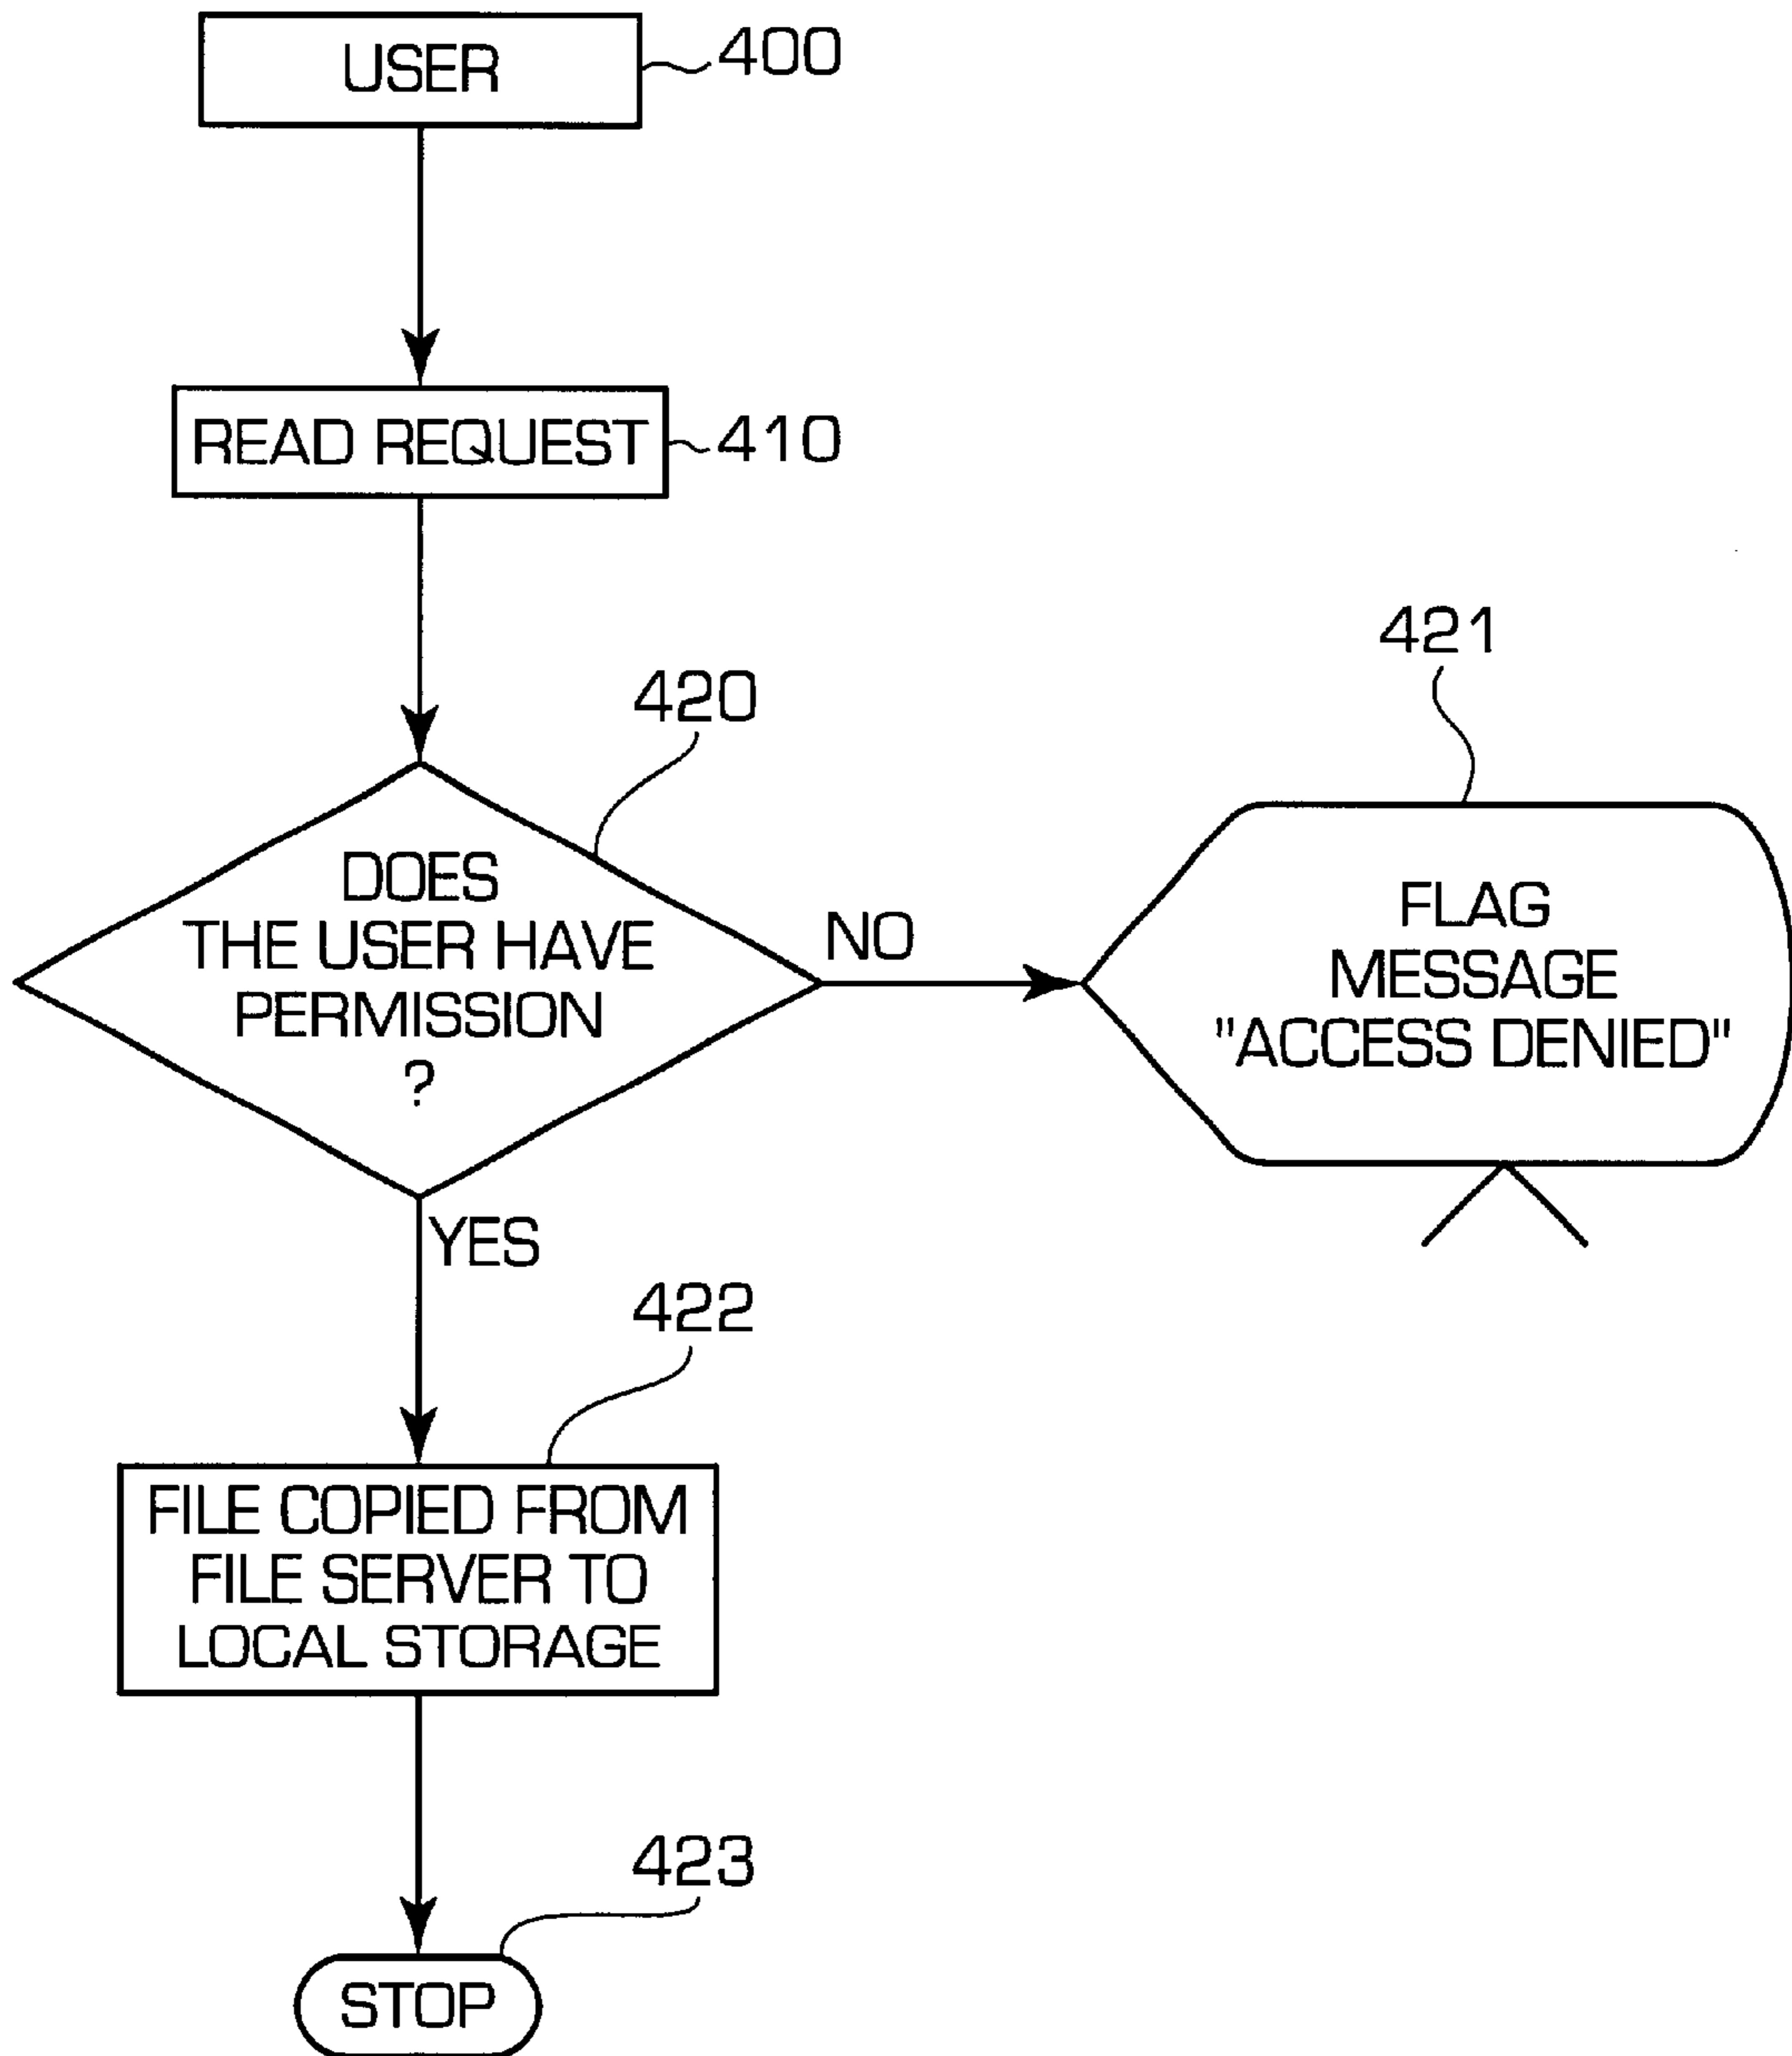 USER
400
READ REQUEST
410
420
421
DOES
THE USER HAVE
PERMISSION
?
NO
FLAG
MESSAGE
"ACCESS DENIED"
YES
422
FILE COPIED FROM
FILE SERVER TO
LOCAL STORAGE
423
STOP